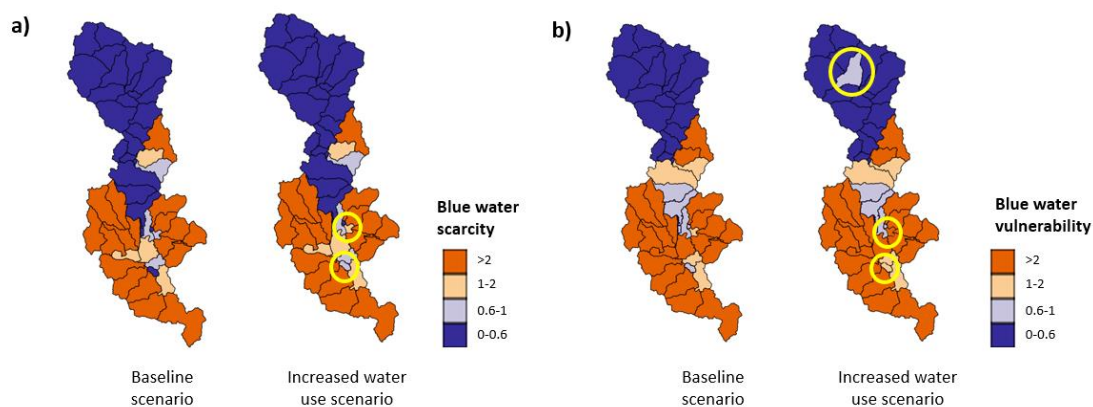 a)
Blue water
scarcity
>2
1-2
0.6-1
0-0.6
Baseline
scenario
Increased water
use scenario
b)
Blue water
vulnerability
>2
1-2
0.6-1
0-0.6
Baseline
scenario
Increased water
use scenario